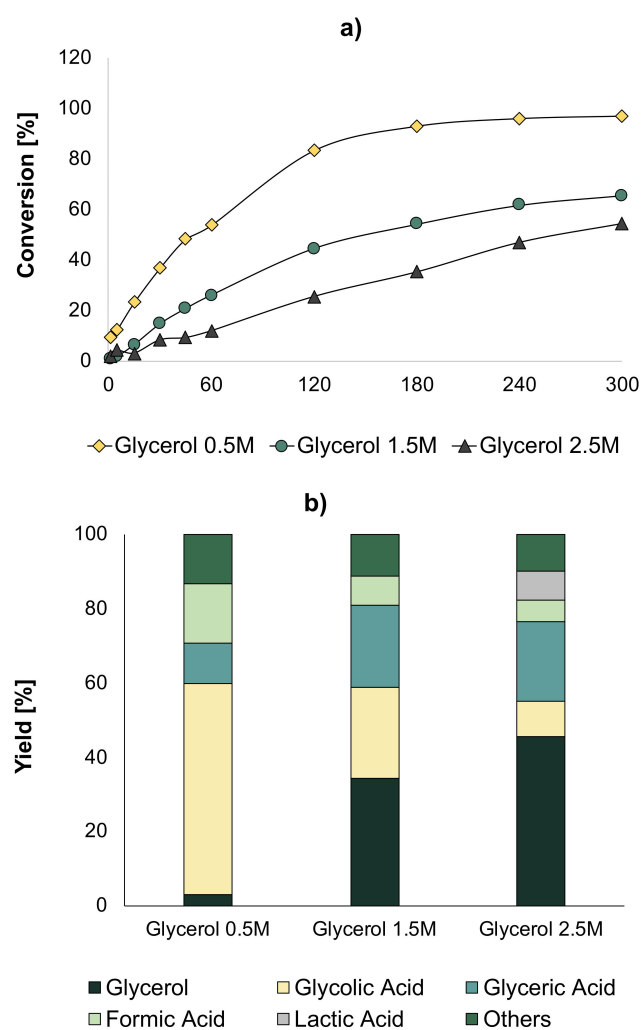 a)
Conversion [%]
120
100
80
60
40
20
0
0 60 120 180 240 300
Glycerol 0.5M Glycerol 1.5M Glycerol 2.5M
b)
Yield [%]
100
80
60
40
20
0
Glycerol 0.5M Glycerol 1.5M Glycerol 2.5M
Glycerol Glycolic Acid Glyceric Acid
Formic Acid Lactic Acid Others